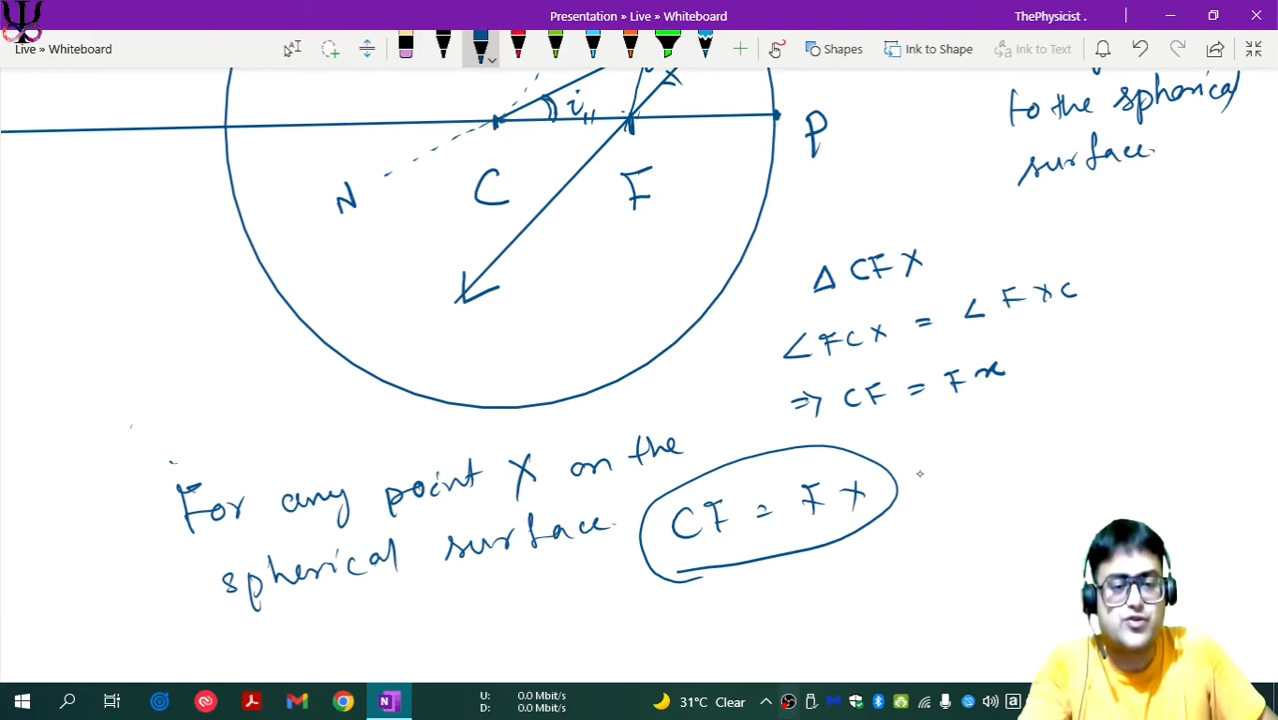 Presentation » Live » Whiteboard
ThePhysicist .
Live » Whiteboard
Shapes
Ink to Shape
Ink to Text
i
P
to the spherical
surface.
N
C
F
Δ CFX
∠FCX = ∠FXC
⇒ CF = Fx
For any point X on the
spherical surface.
CF = FX
U: 0.0 Mbit/s
D: 0.0 Mbit/s
31°C Clear